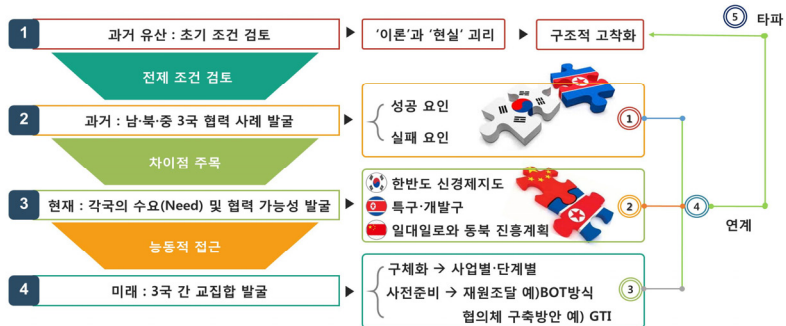 1
과거 유산 : 초기 조건 검토
'이론'과 '현실' 괴리
구조적 고착화
⑤ 타파
전제 조건 검토
2
과거 : 남·북·중 3국 협력 사례 발굴
성공 요인
실패 요인
①
차이점 주목
3
현재 : 각국의 수요(Need) 및 협력 가능성 발굴
한반도 신경제지도
특구·개발구
일대일로와 동북 진흥계획
②
④
연계
능동적 접근
4
미래 : 3국 간 교집합 발굴
구체화 → 사업별·단계별
사전준비 → 재원조달 예)BOT방식
협의체 구축방안 예) GTI
③